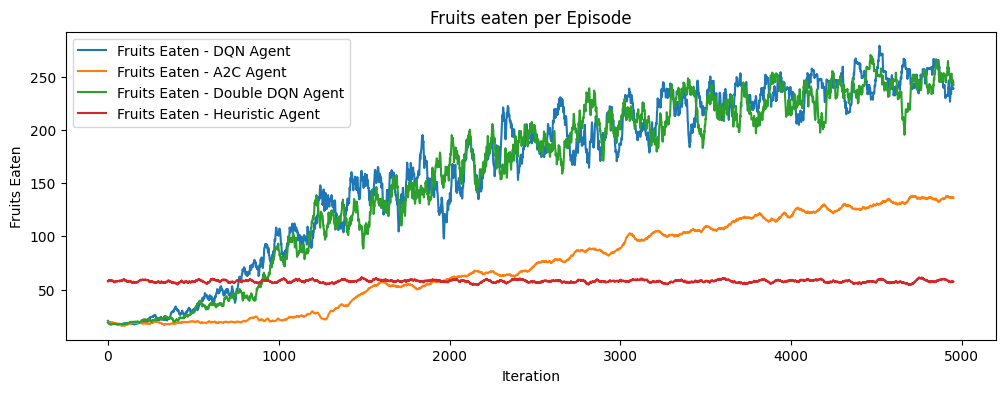 Fruits eaten per Episode
Fruits Eaten - DQN Agent
Fruits Eaten - A2C Agent
Fruits Eaten - Double DQN Agent
Fruits Eaten - Heuristic Agent
Fruits Eaten
250
200
150
100
50
0 1000 2000 3000 4000 5000
Iteration